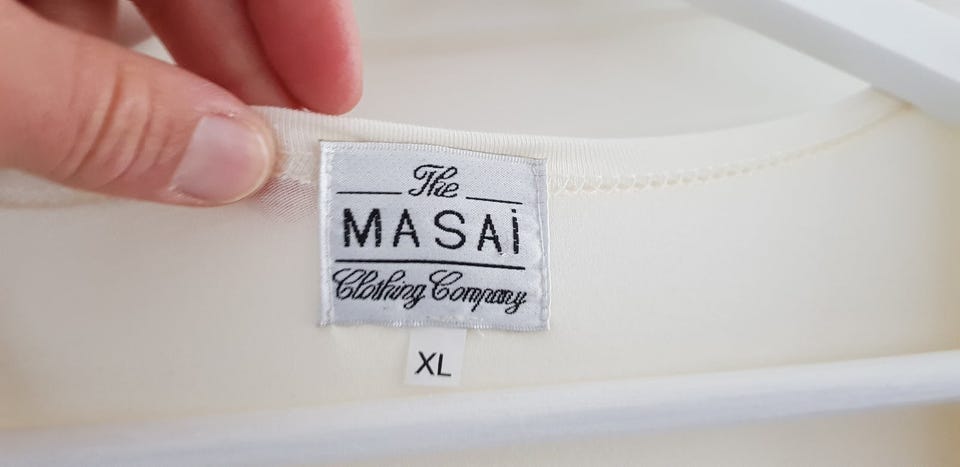 The
MASAi
Clothing Company
XL